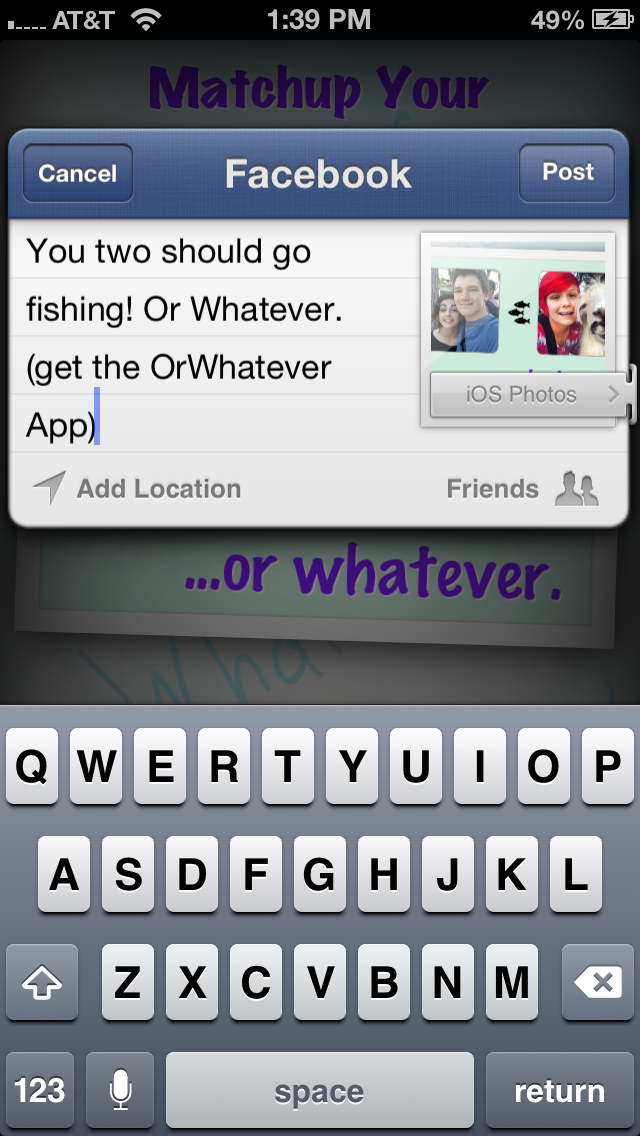 AT&T 1:39 PM 49%
Matchup Your
Cancel Facebook Post
You two should go
fishing! Or Whatever.
(get the OrWhatever
App)
iOS Photos
Add Location Friends
...or whatever.
Wha
Q W E R T Y U I O P
A S D F G H J K L
Z X C V B N M
123 space return